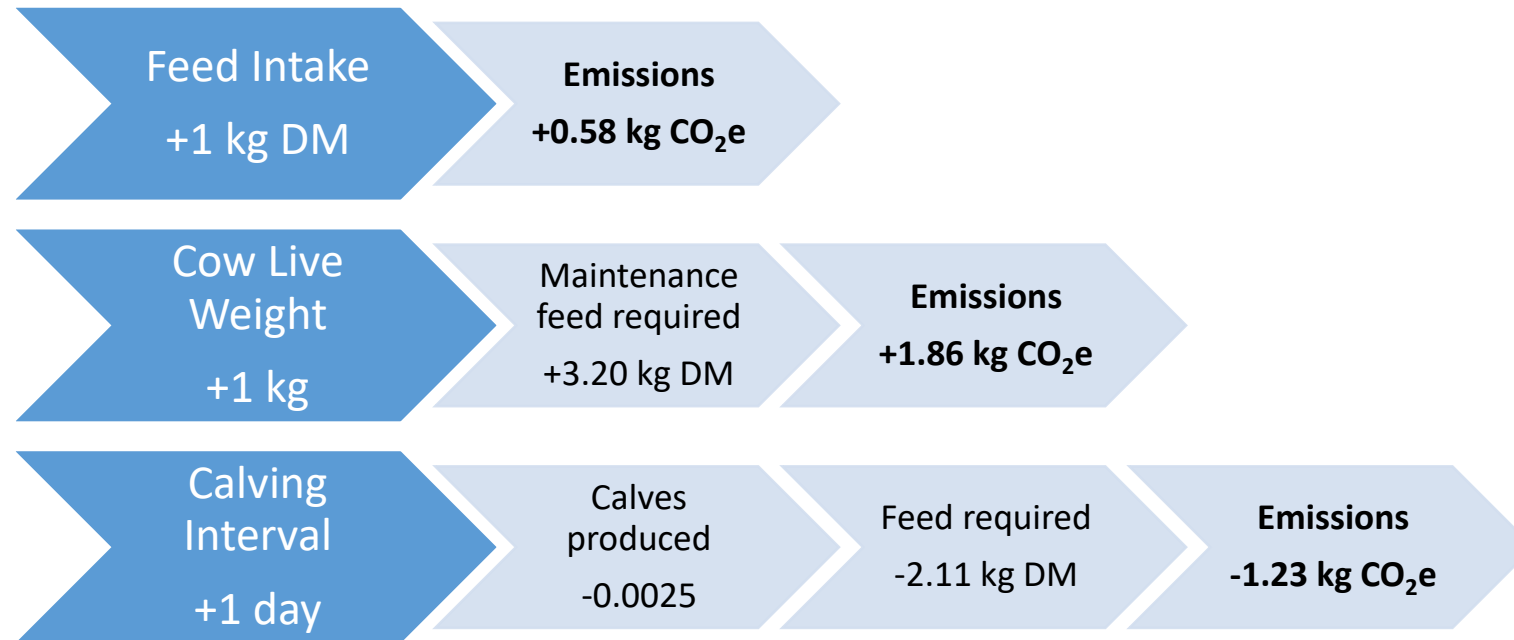 Feed Intake
+1 kg DM
Emissions
+0.58 kg CO₂e
Cow Live
Weight
+1 kg
Maintenance
feed required
+3.20 kg DM
Emissions
+1.86 kg CO₂e
Calving
Interval
+1 day
Calves
produced
-0.0025
Feed required
-2.11 kg DM
Emissions
-1.23 kg CO₂e